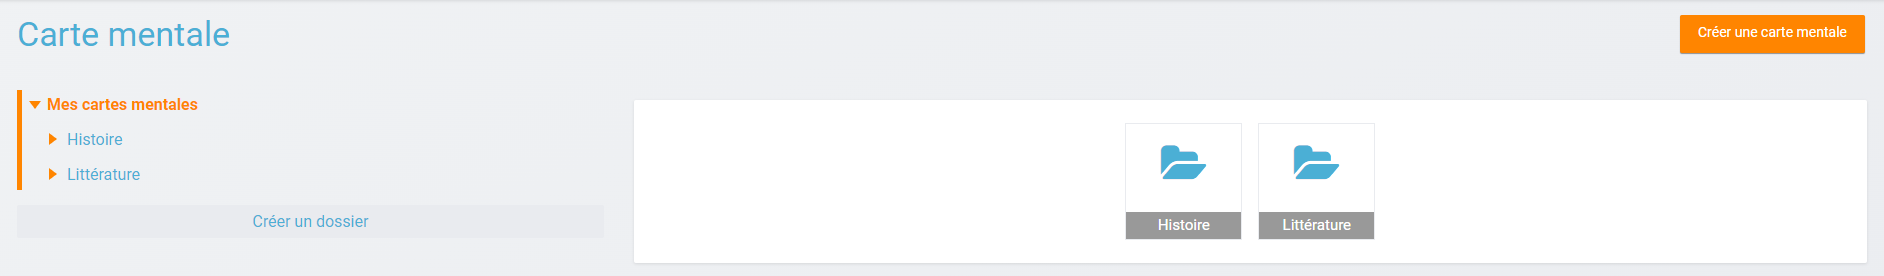 Carte mentale
Créer une carte mentale
Mes cartes mentales
Histoire
Littérature
Créer un dossier
Histoire
Littérature